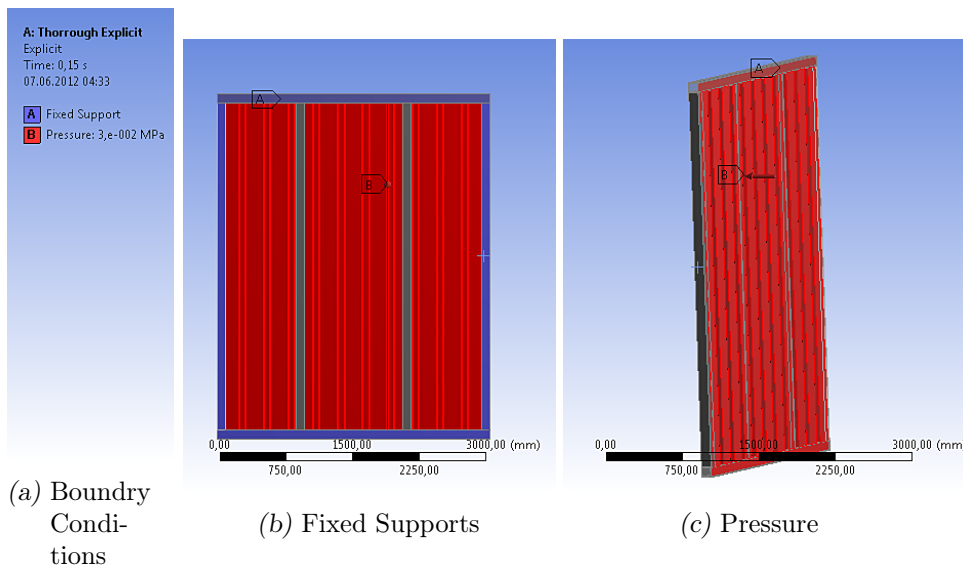 A: Thorrough Explicit
Explicit
Time: 0,15 s
07.06.2012 04:33
A Fixed Support
B Pressure: 3,e-002 MPa
(a) Boundry
Condi-
tions
A
B
0,00 1500,00 3000,00 (mm)
750,00 2250,00
(b) Fixed Supports
A
B
0,00 1500,00 3000,00 (mm)
750,00 2250,00
(c) Pressure